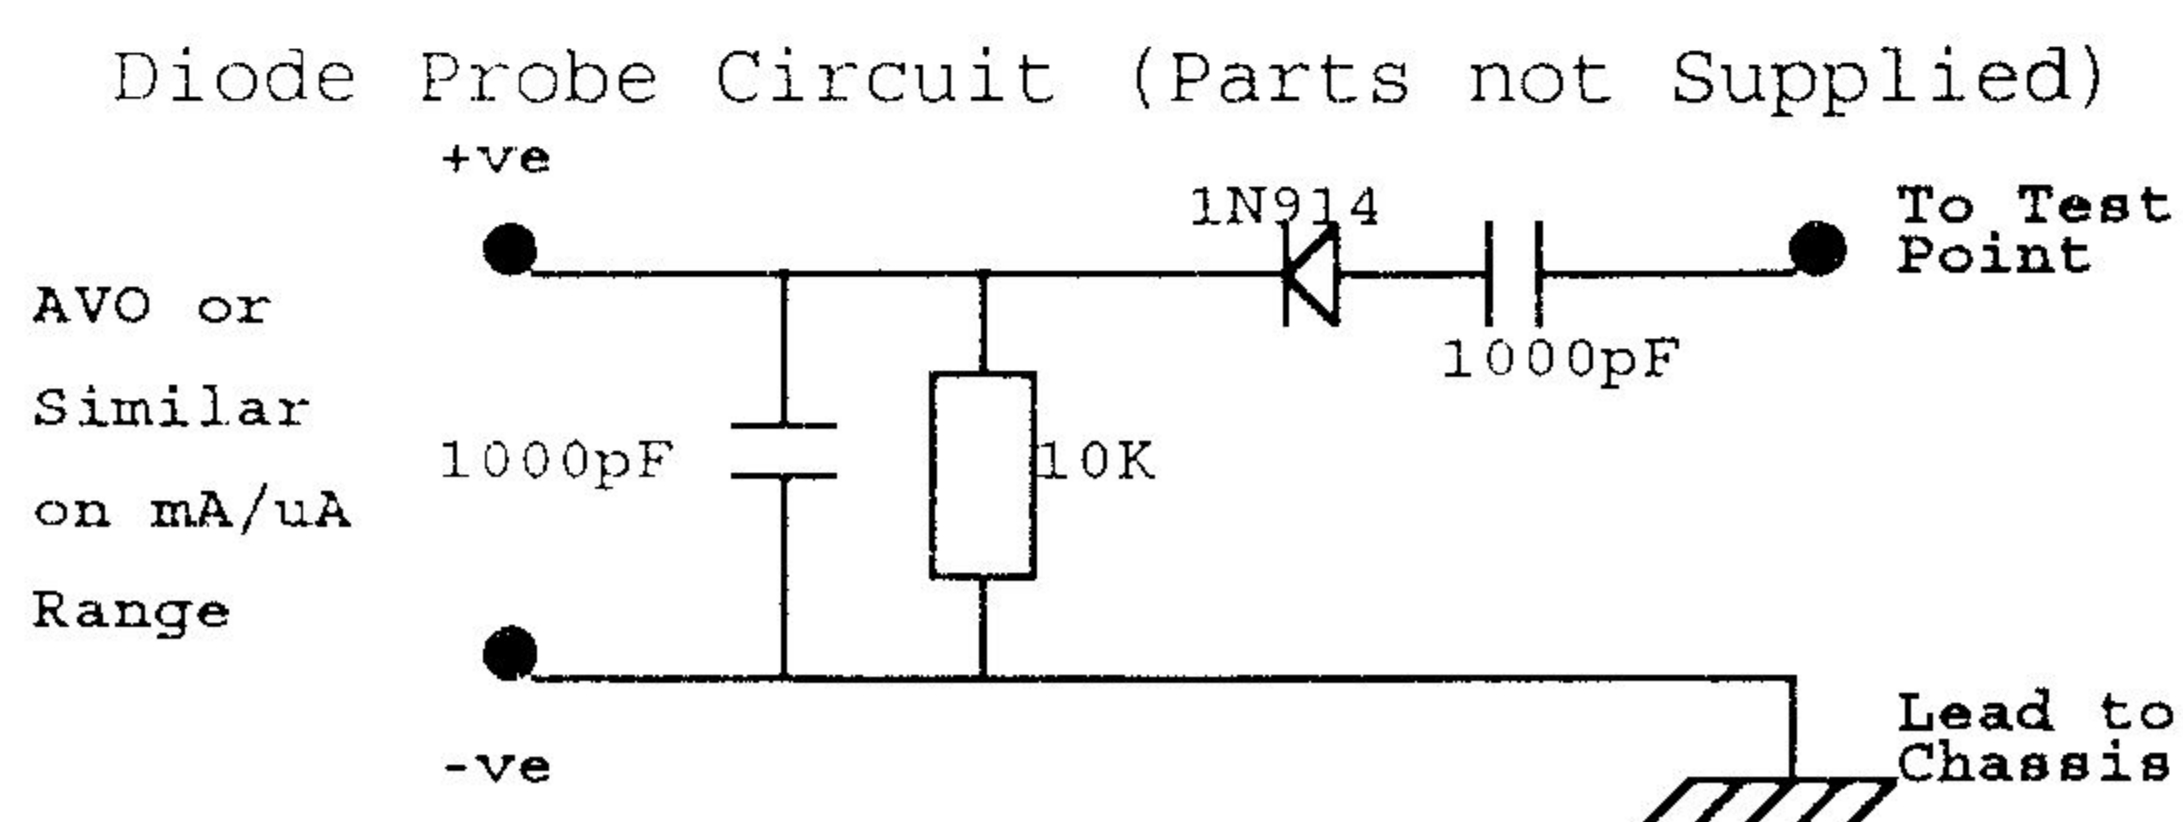 Diode Probe Circuit (Parts not Supplied)
+ve
1N914
To Test
Point
AVO or
Similar
on mA/uA
Range
1000pF
1000pF
10K
-ve
Lead to
Chassis